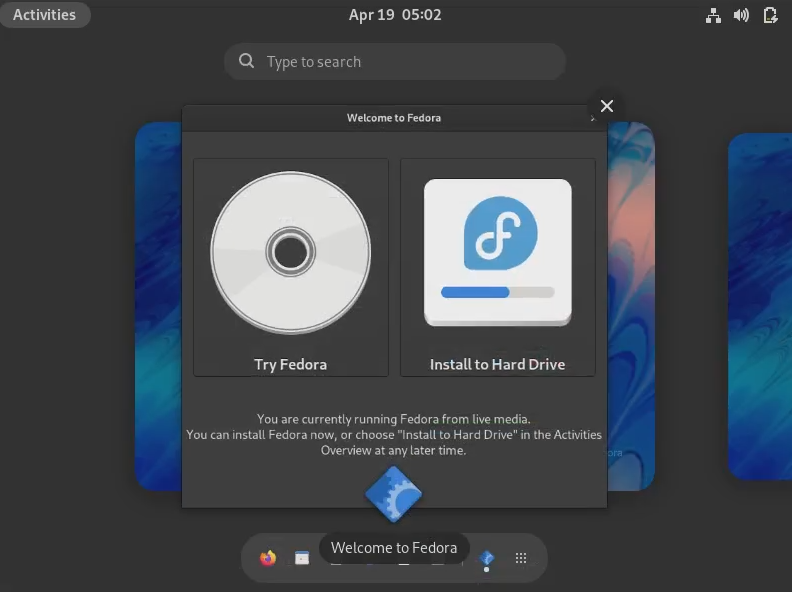 Activities
Apr 19 05:02
Type to search
Welcome to Fedora
Try Fedora
Install to Hard Drive
You are currently running Fedora from live media.
You can install Fedora now, or choose "Install to Hard Drive" in the Activities
Overview at any later time.
Welcome to Fedora